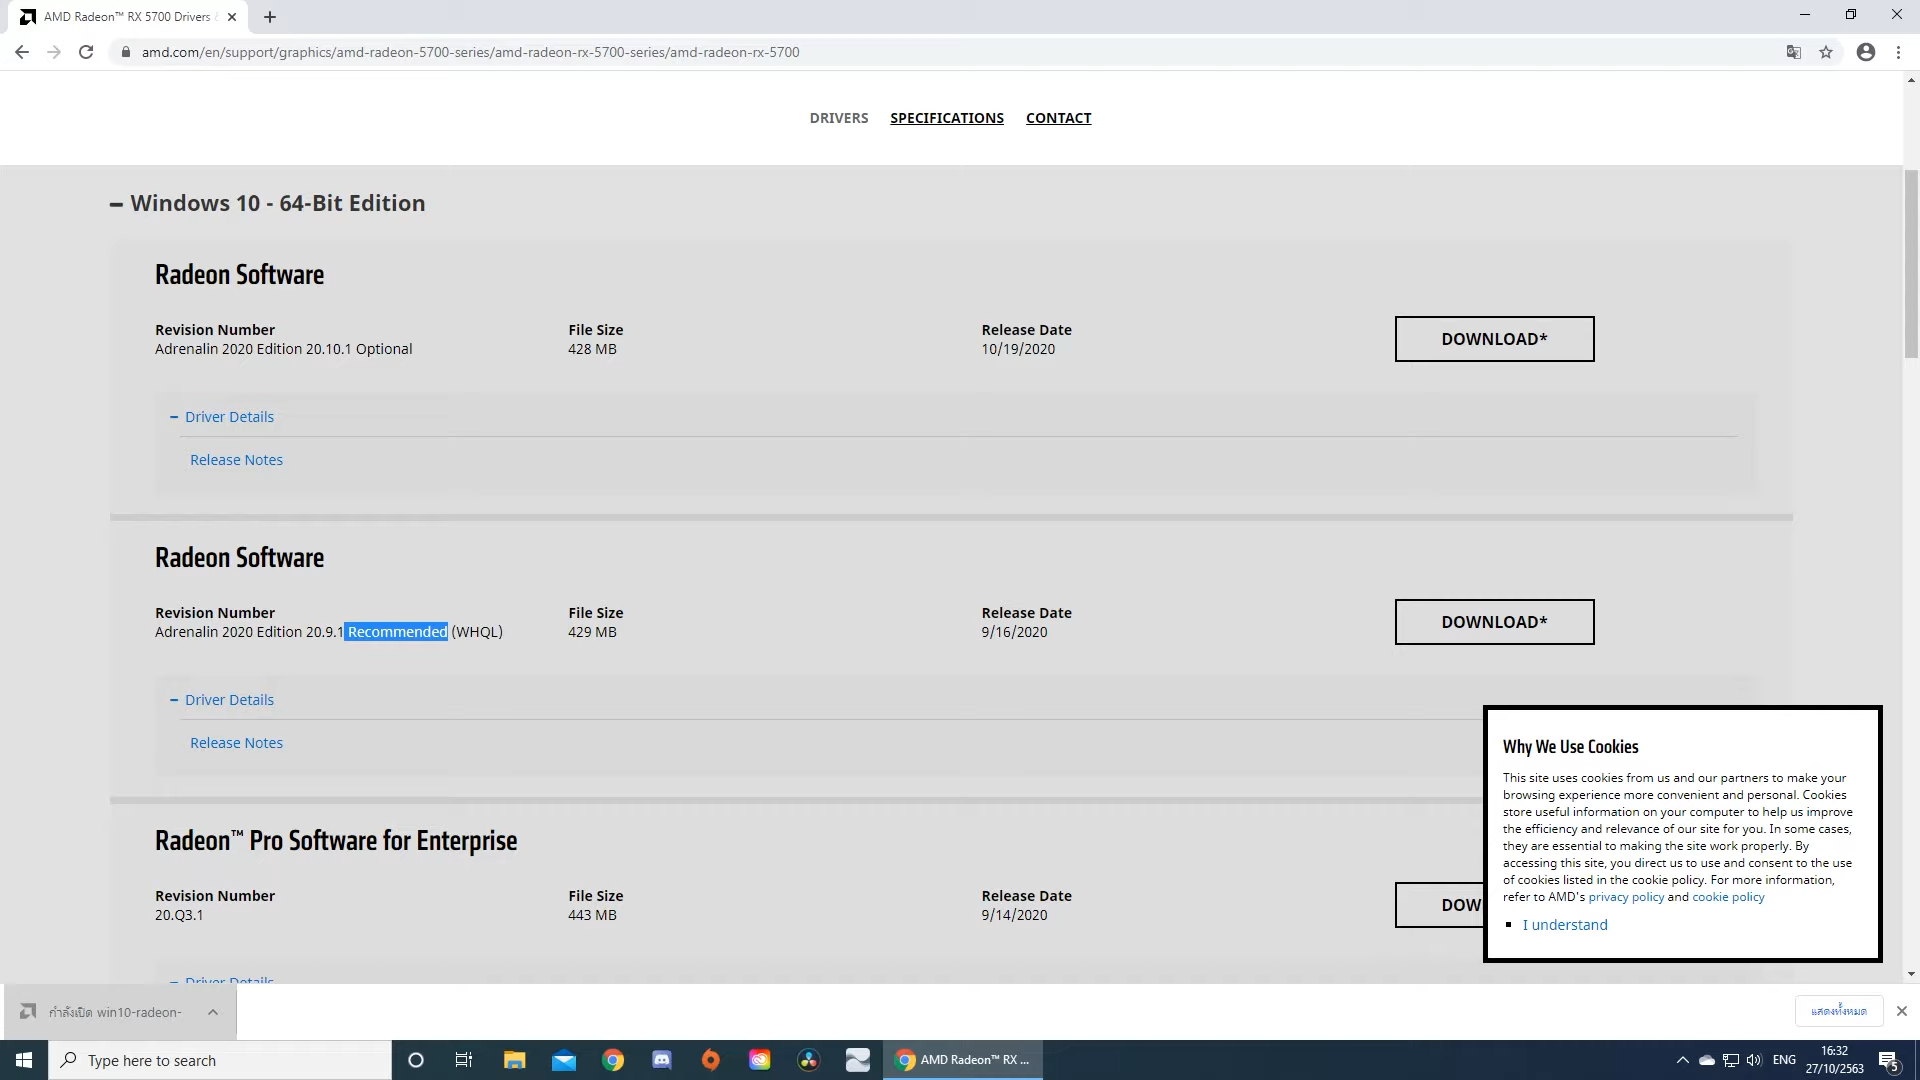 AMD Radeon™ RX 5700 Drivers
amd.com/en/support/graphics/amd-radeon-5700-series/amd-radeon-rx-5700-series/amd-radeon-rx-5700
DRIVERS SPECIFICATIONS CONTACT
Windows 10 - 64-Bit Edition
Radeon Software
Revision Number File Size Release Date
Adrenalin 2020 Edition 20.10.1 Optional 428 MB 10/19/2020 DOWNLOAD*
Driver Details
Release Notes
Radeon Software
Revision Number File Size Release Date
Adrenalin 2020 Edition 20.9.1 Recommended (WHQL) 429 MB 9/16/2020 DOWNLOAD*
Driver Details
Release Notes
Radeon™ Pro Software for Enterprise
Revision Number File Size Release Date
20.Q3.1 443 MB 9/14/2020 DOW
Driver Details
Why We Use Cookies
This site uses cookies from us and our partners to make your
browsing experience more convenient and personal. Cookies
store useful information on your computer to help us improve
the efficiency and relevance of our site for you. In some cases,
they are essential to making the site work properly. By
accessing this site, you direct us to use and consent to the use
of cookies listed in the cookie policy. For more information,
refer to AMD's privacy policy and cookie policy
I understand
กำลังเปิด win10-radeon-
แสดงทั้งหมด
Type here to search
AMD Radeon™ RX ...
ENG
16:32
27/10/2563
5